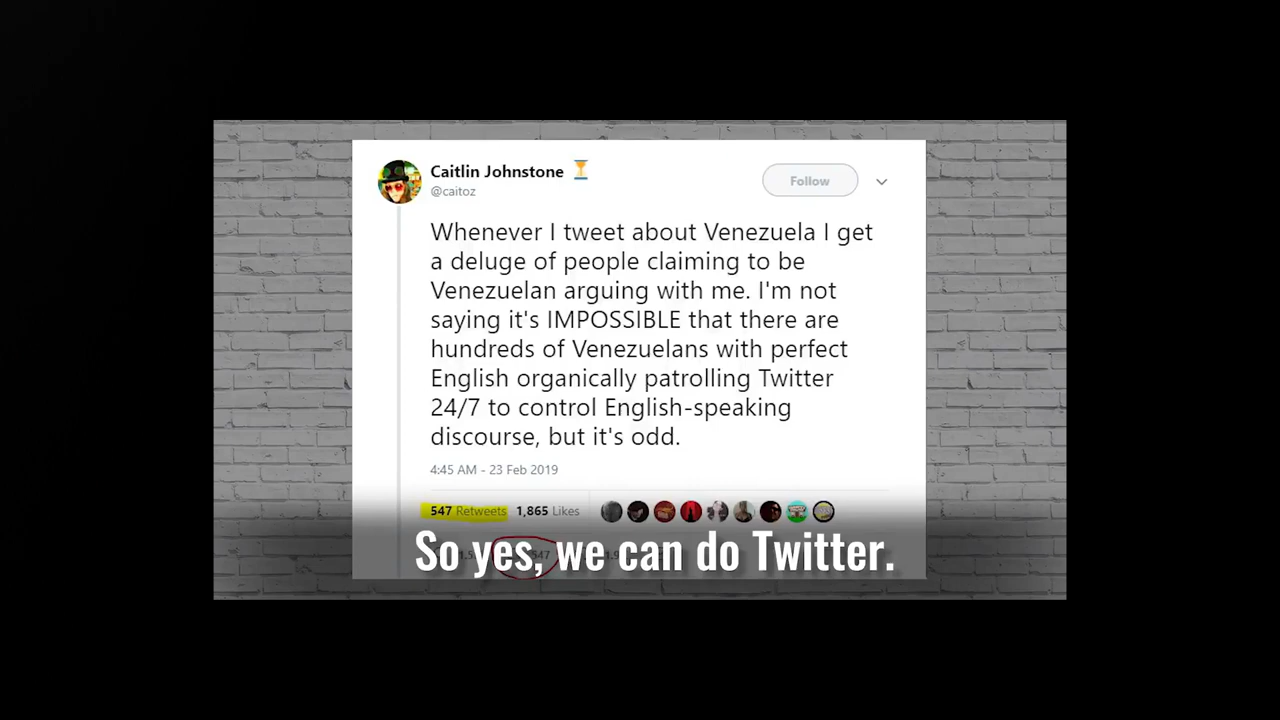 Caitlin Johnstone
@caitoz
Follow
Whenever I tweet about Venezuela I get
a deluge of people claiming to be
Venezuelan arguing with me. I'm not
saying it's IMPOSSIBLE that there are
hundreds of Venezuelans with perfect
English organically patrolling Twitter
24/7 to control English-speaking
discourse, but it's odd.
4:45 AM - 23 Feb 2019
547 Retweets 1,865 Likes
So yes, we can do Twitter.